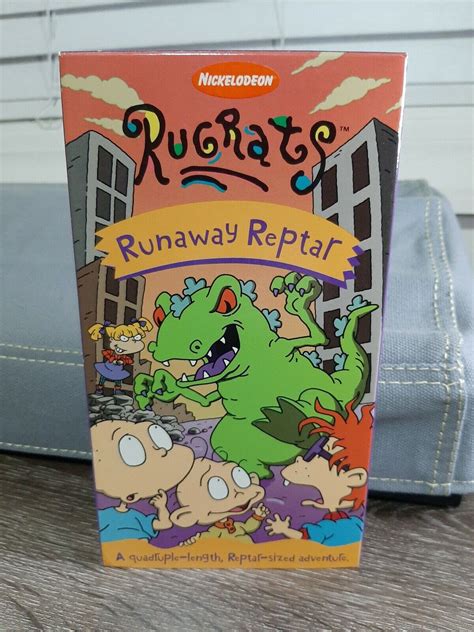 NICKELODEON
RUGRATS™
Runaway Reptar
A quadruple-length, Reptar-sized adventure.